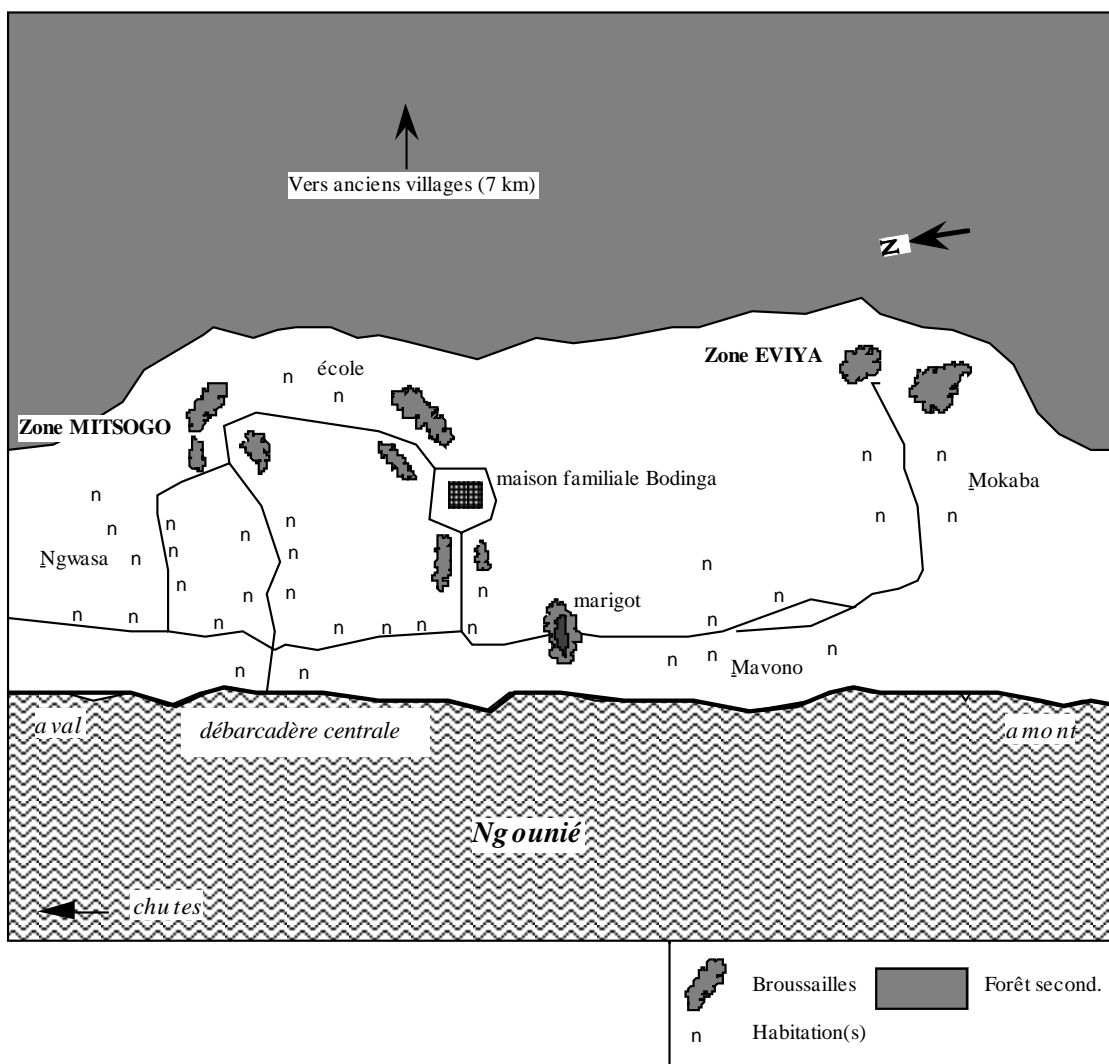 Vers anciens villages (7 km)
N
Zone EVIYA
école
Zone MITSOGO
maison familiale Bodinga
Mokaba
Ngwasa
marigot
Mavono
aval
débarcadère centrale
amont
Ngounié
chutes
Broussailles
Forêt second.
n Habitation(s)